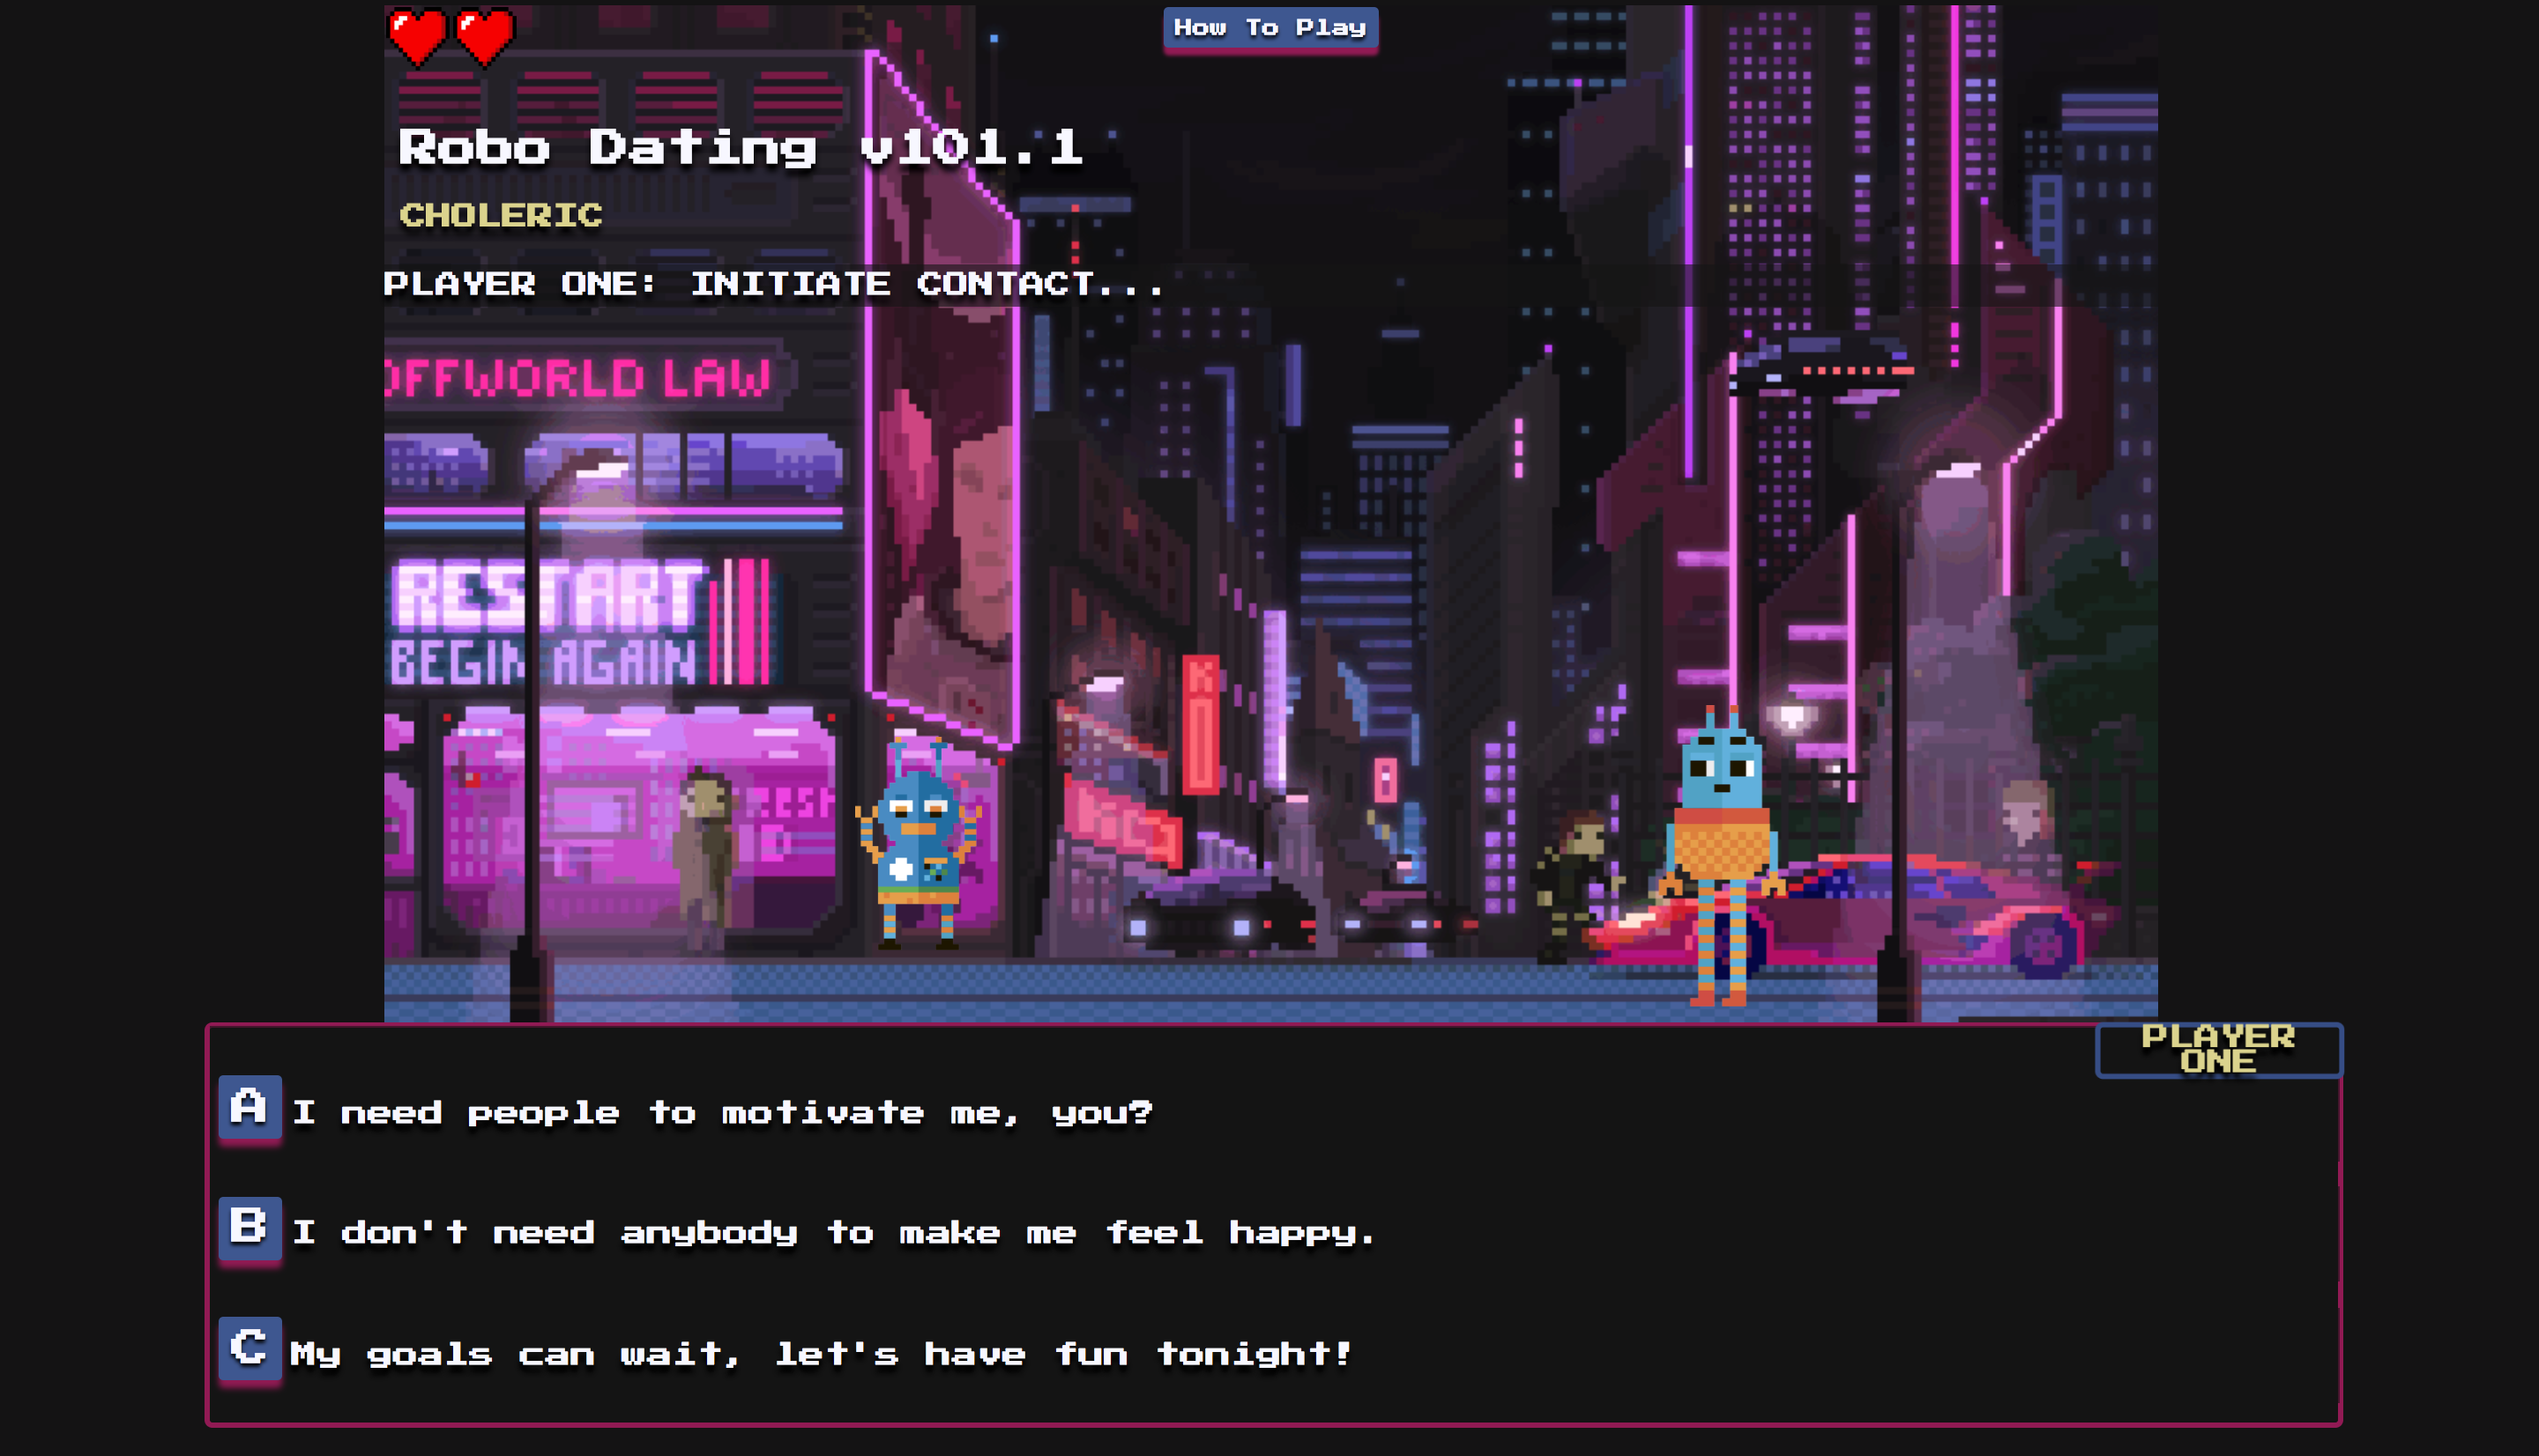 How To Play
Robo Dating v101.1
CHOLERIC
PLAYER ONE: INITIATE CONTACT...
OFFWORLD LAW
RESTART
BEGIN AGAIN
PLAYER
ONE
A I need people to motivate me, you?
B I don't need anybody to make me feel happy.
C My goals can wait, let's have fun tonight!